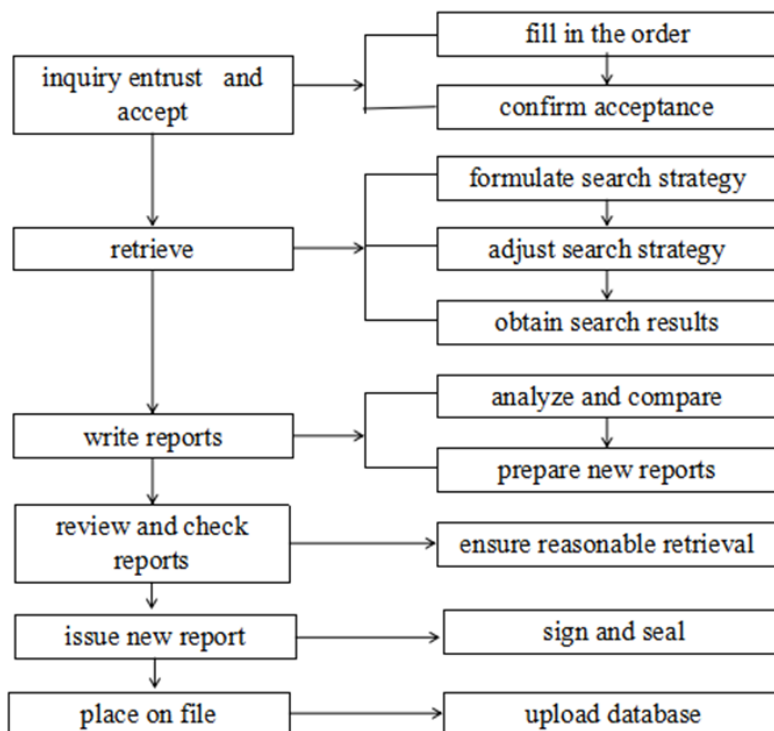 inquiry entrust and
accept
fill in the order
confirm acceptance
retrieve
formulate search strategy
adjust search strategy
obtain search results
write reports
analyze and compare
prepare new reports
review and check
reports
ensure reasonable retrieval
issue new report
sign and seal
place on file
upload database